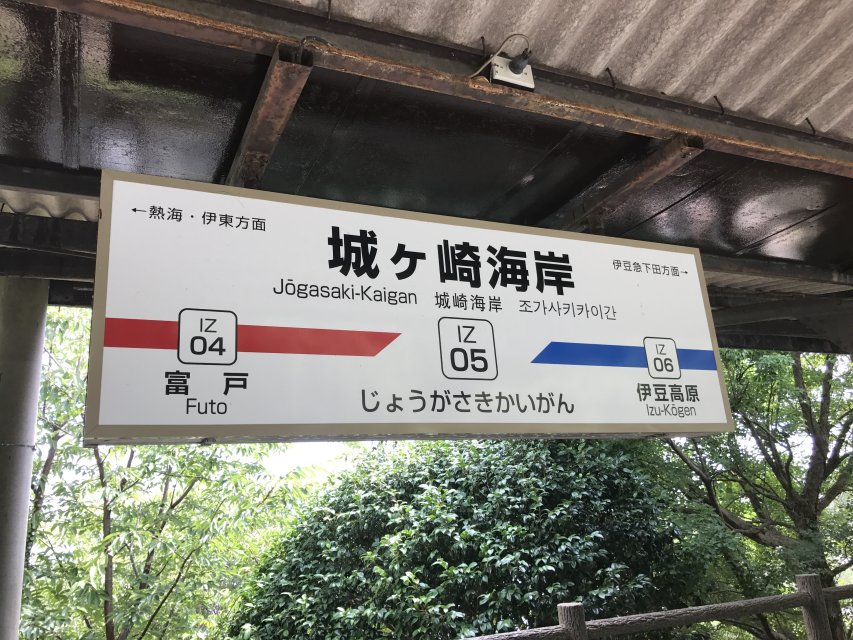 ←熱海・伊東方面
伊豆急下田方面→
城ヶ崎海岸
Jōgasaki-Kaigan 城崎海岸 조가사키카이간
IZ
04
IZ
05
IZ
06
富戸
Futo
じょうがさきかいがん
伊豆高原
Izu-Kōgen